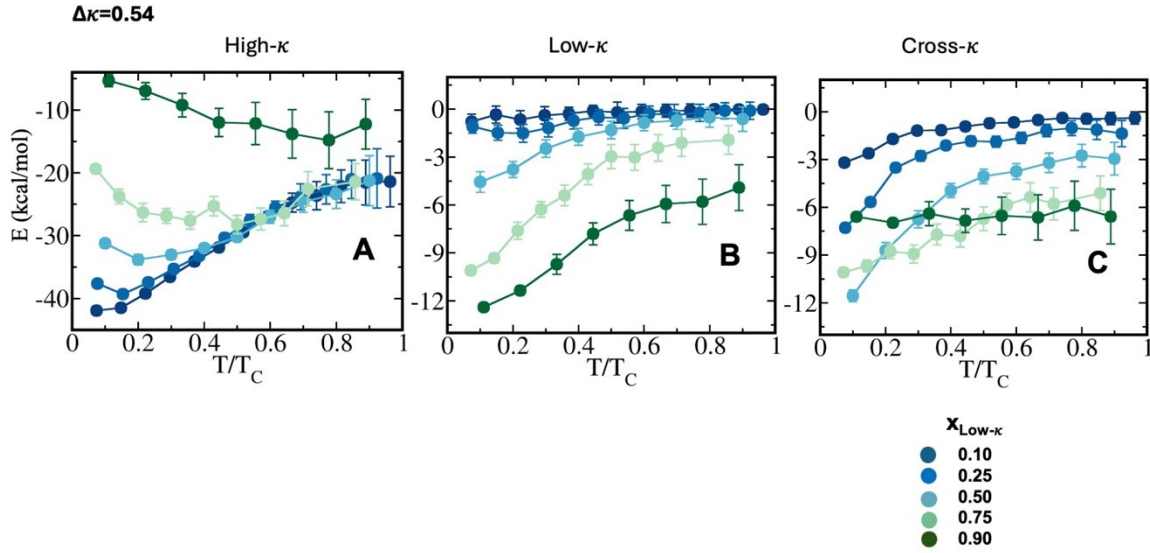 Δκ=0.54
High-κ Low-κ Cross-κ
E (kcal/mol)
-10
-20
-30
-40
A
0 0.2 0.4 0.6 0.8 1
T/T_C
0
-3
-6
-9
-12
B
0 0.2 0.4 0.6 0.8 1
T/T_C
0
-3
-6
-9
-12
C
0 0.2 0.4 0.6 0.8 1
T/T_C
x_Low-κ
0.10
0.25
0.50
0.75
0.90